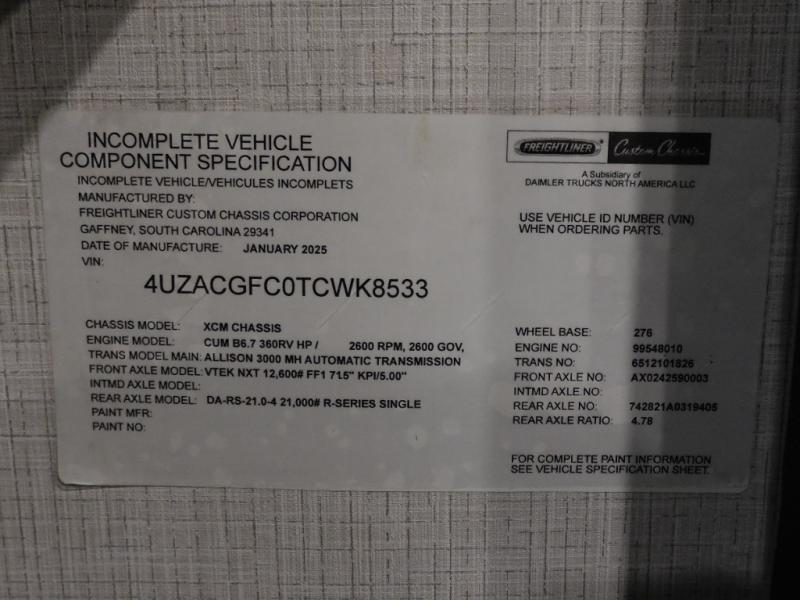 INCOMPLETE VEHICLE
COMPONENT SPECIFICATION
INCOMPLETE VEHICLE/VEHICULES INCOMPLETS
MANUFACTURED BY:
FREIGHTLINER CUSTOM CHASSIS CORPORATION
GAFFNEY, SOUTH CAROLINA 29341
DATE OF MANUFACTURE: JANUARY 2025
VIN:
4UZACGFC0TCWK8533
FREIGHTLINER Custom Chassis
A Subsidiary of
DAIMLER TRUCKS NORTH AMERICA LLC
USE VEHICLE ID NUMBER (VIN)
WHEN ORDERING PARTS.
CHASSIS MODEL: XCM CHASSIS
ENGINE MODEL: CUM B6.7 360RV HP / 2600 RPM, 2600 GOV,
TRANS MODEL MAIN: ALLISON 3000 MH AUTOMATIC TRANSMISSION
FRONT AXLE MODEL: VTEK NXT 12,600# FF1 71.5" KPI/5.00"
INTMD AXLE MODEL:
REAR AXLE MODEL: DA-RS-21.0-4 21,000# R-SERIES SINGLE
PAINT MFR:
PAINT NO:
WHEEL BASE: 276
ENGINE NO: 99548010
TRANS NO: 6512101826
FRONT AXLE NO: AX0242590003
INTMD AXLE NO:
REAR AXLE NO: 742821A0319405
REAR AXLE RATIO: 4.78
FOR COMPLETE PAINT INFORMATION
SEE VEHICLE SPECIFICATION SHEET.